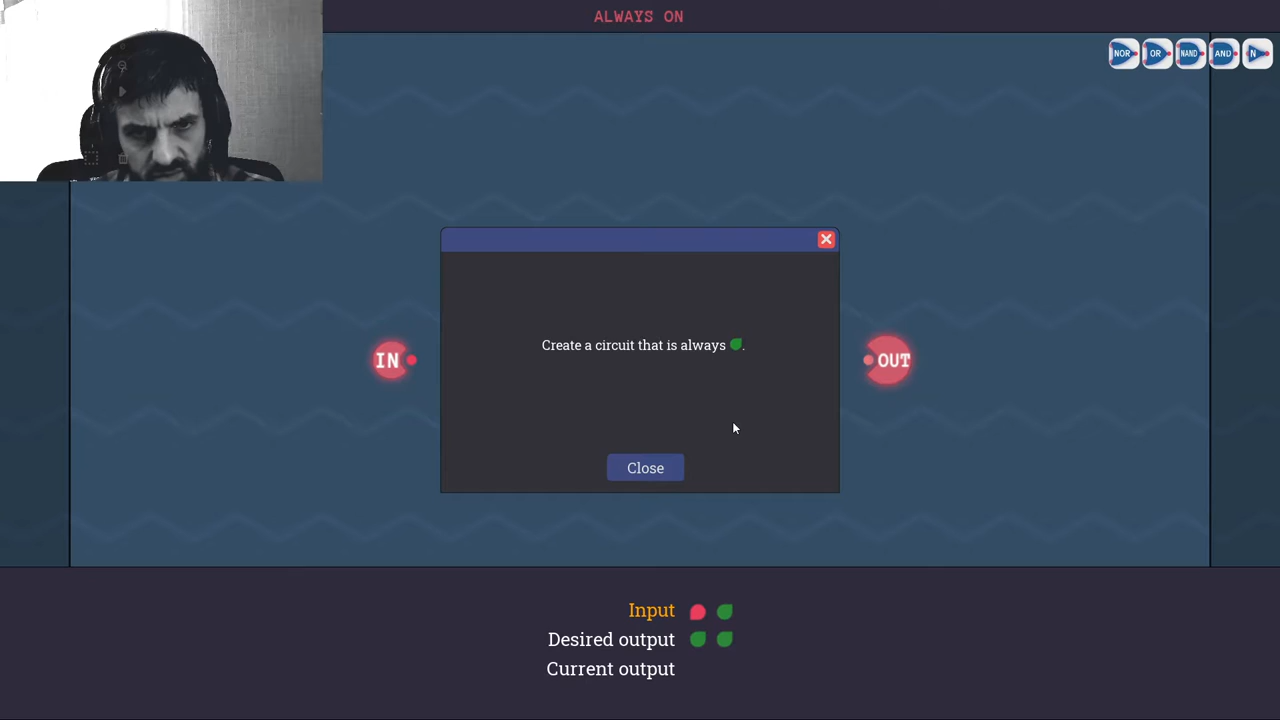 ALWAYS ON
NOR OR NAND AND N
Create a circuit that is always .
IN
OUT
Close
Input
Desired output
Current output